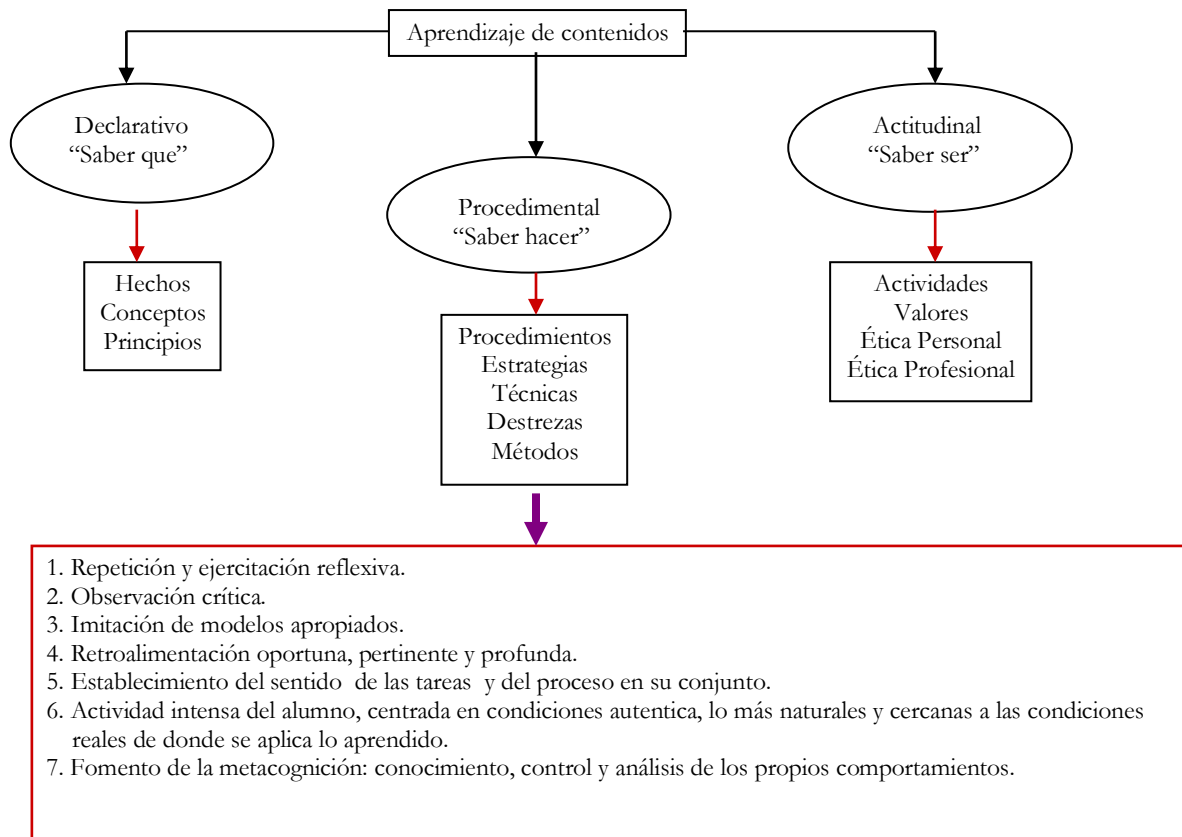 Aprendizaje de contenidos
Declarativo
“Saber que”
Procedimental
“Saber hacer”
Actitudinal
“Saber ser”
Hechos
Conceptos
Principios
Procedimientos
Estrategias
Técnicas
Destrezas
Métodos
Actividades
Valores
Ética Personal
Ética Profesional
1. Repetición y ejercitación reflexiva.
2. Observación crítica.
3. Imitación de modelos apropiados.
4. Retroalimentación oportuna, pertinente y profunda.
5. Establecimiento del sentido de las tareas y del proceso en su conjunto.
6. Actividad intensa del alumno, centrada en condiciones autentica, lo más naturales y cercanas a las condiciones
reales de donde se aplica lo aprendido.
7. Fomento de la metacognición: conocimiento, control y análisis de los propios comportamientos.